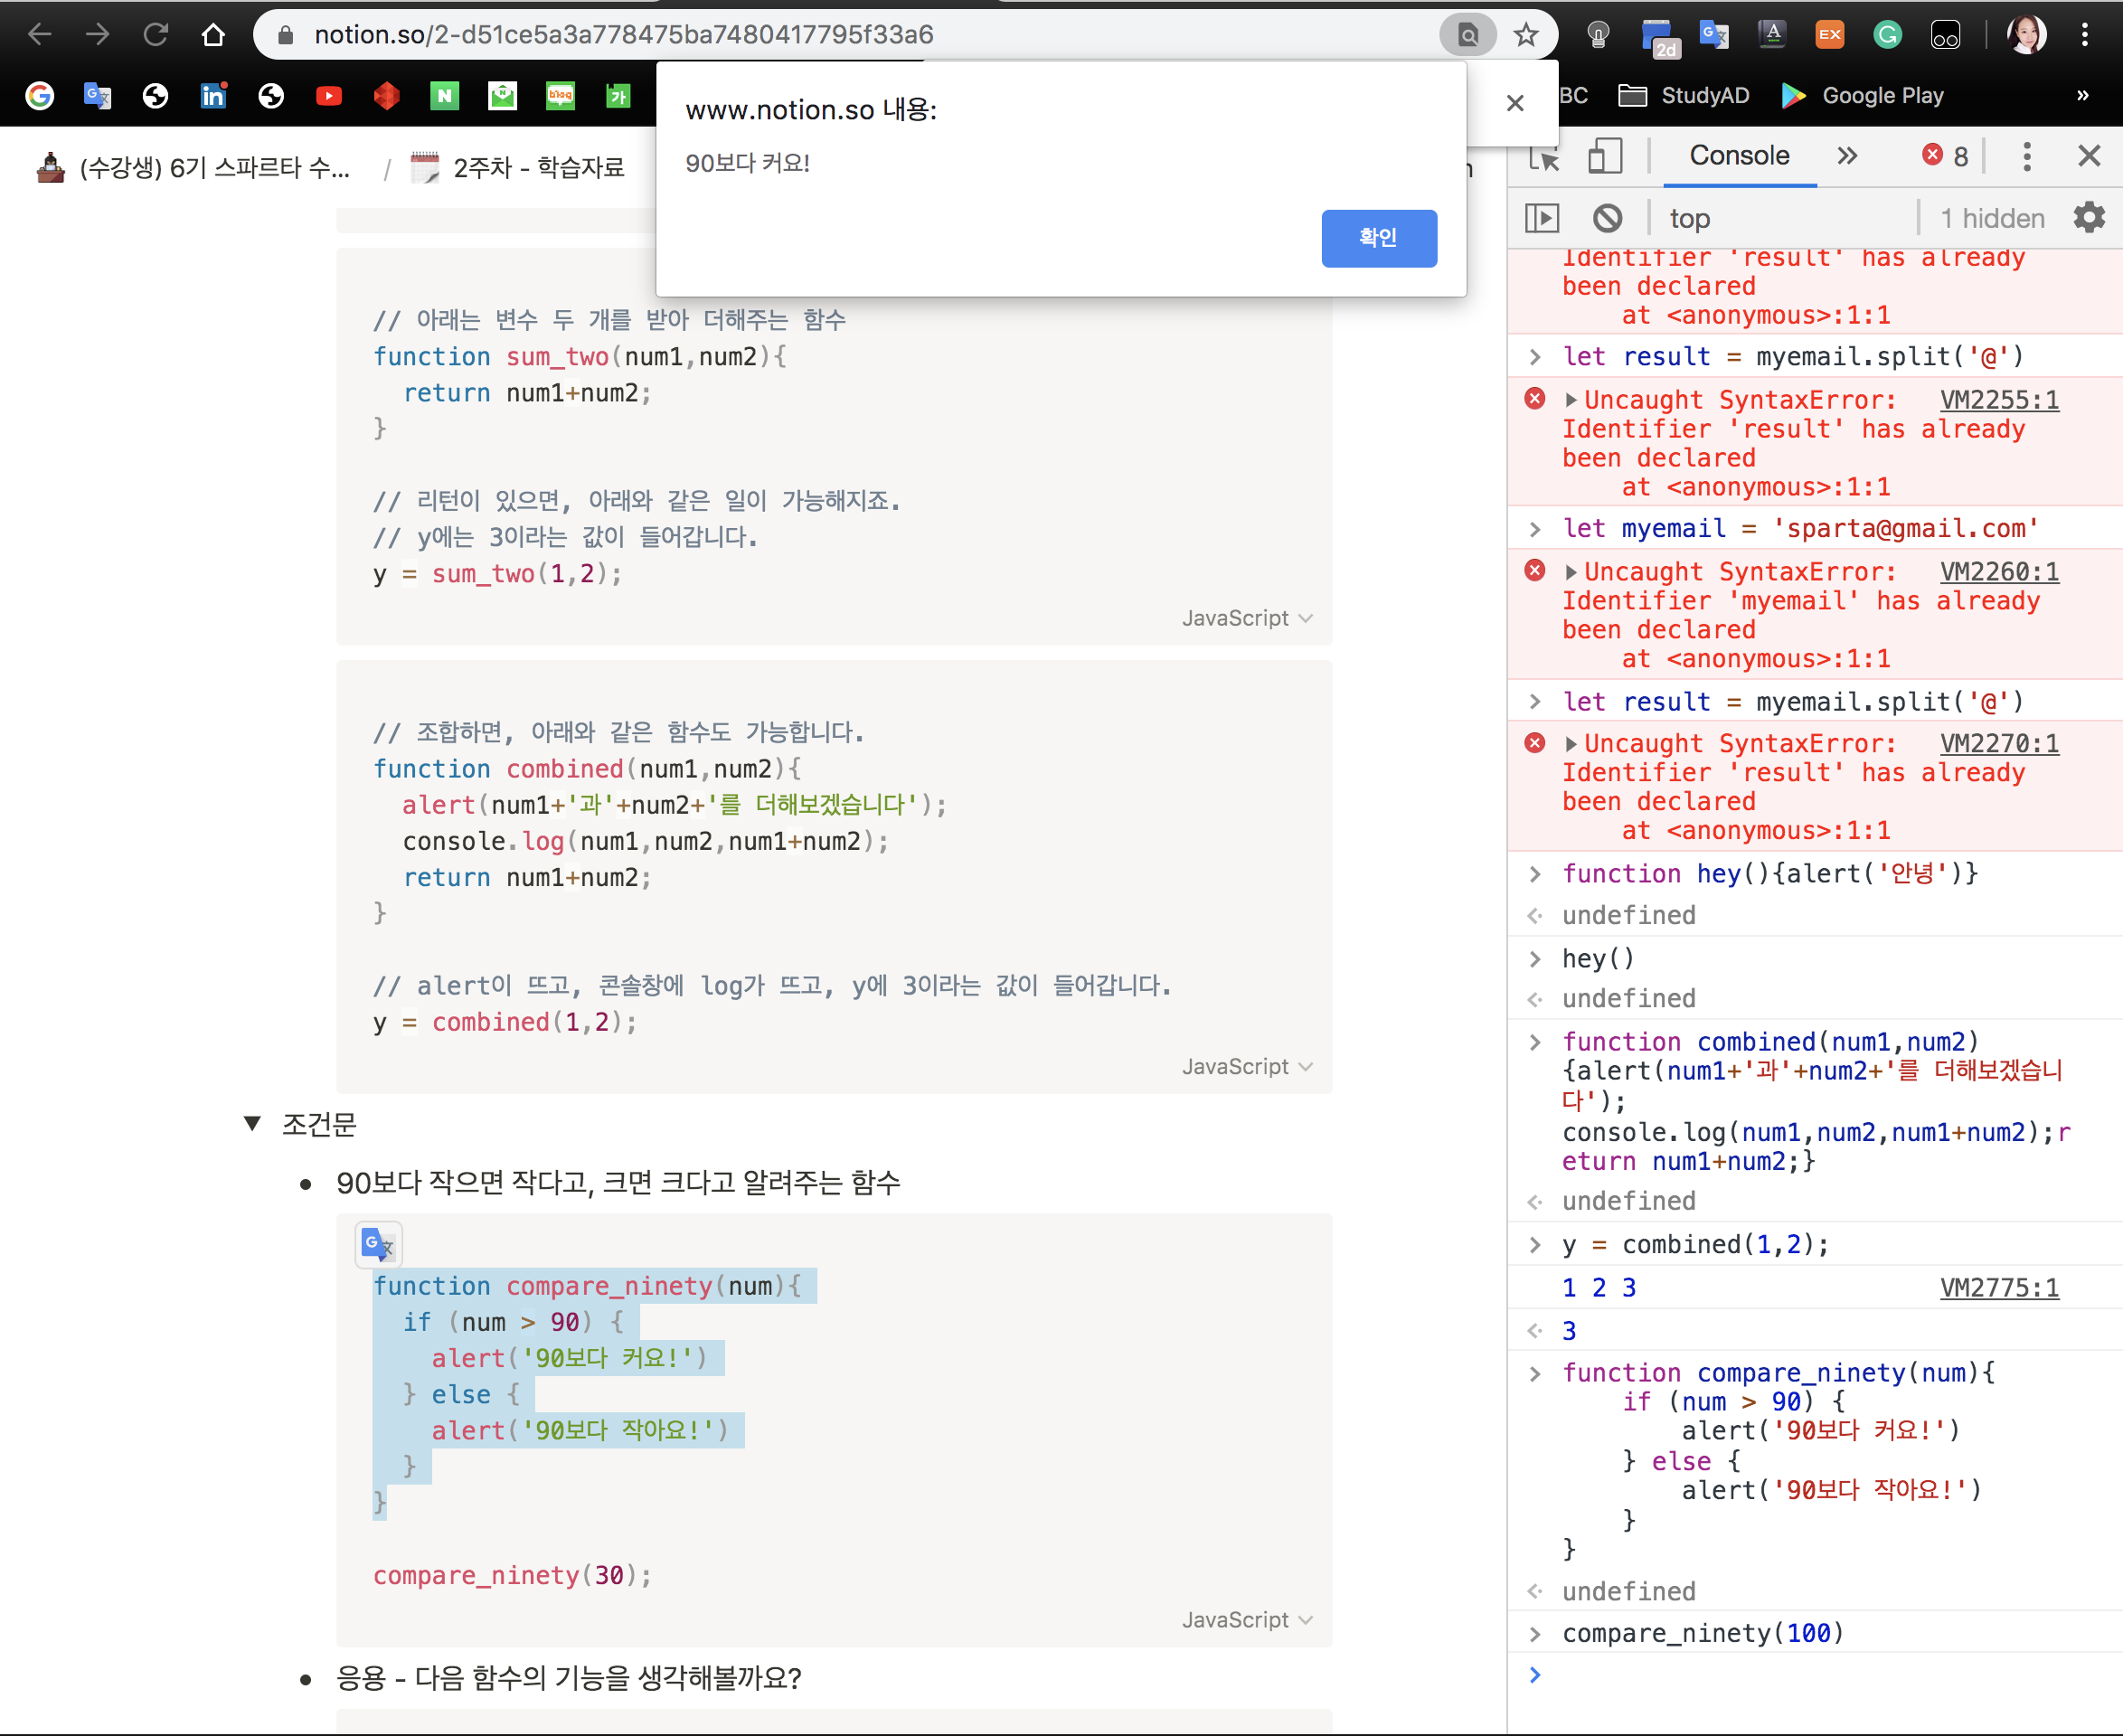 notion.so/2-d51ce5a3a778475ba7480417795f33a6
2d
EX
BC
StudyAD
Google Play
»
www.notion.so 내용:
90보다 커요!
확인
(수강생) 6기 스파르타 수... / 2주차 - 학습자료
// 아래는 변수 두 개를 받아 더해주는 함수
function sum_two(num1,num2){
return num1+num2;
}
// 리턴이 있으면, 아래와 같은 일이 가능해지죠.
// y에는 3이라는 값이 들어갑니다.
y = sum_two(1,2);
JavaScript
// 조합하면, 아래와 같은 함수도 가능합니다.
function combined(num1,num2){
alert(num1+'과'+num2+'를 더해보겠습니다');
console.log(num1,num2,num1+num2);
return num1+num2;
}
// alert이 뜨고, 콘솔창에 log가 뜨고, y에 3이라는 값이 들어갑니다.
y = combined(1,2);
JavaScript
▼ 조건문
• 90보다 작으면 작다고, 크면 크다고 알려주는 함수
function compare_ninety(num){
if (num > 90) {
alert('90보다 커요!')
} else {
alert('90보다 작아요!')
}
}
compare_ninety(30);
JavaScript
• 응용 - 다음 함수의 기능을 생각해볼까요?
Console » 8
top 1 hidden
Identifier 'result' has already
been declared
at <anonymous>:1:1
> let result = myemail.split('@')
Uncaught SyntaxError: VM2255:1
Identifier 'result' has already
been declared
at <anonymous>:1:1
> let myemail = 'sparta@gmail.com'
Uncaught SyntaxError: VM2260:1
Identifier 'myemail' has already
been declared
at <anonymous>:1:1
> let result = myemail.split('@')
Uncaught SyntaxError: VM2270:1
Identifier 'result' has already
been declared
at <anonymous>:1:1
> function hey(){alert('안녕')}
undefined
> hey()
undefined
> function combined(num1,num2)
{alert(num1+'과'+num2+'를 더해보겠습니
다');
console.log(num1,num2,num1+num2);r
eturn num1+num2;}
undefined
> y = combined(1,2);
1 2 3 VM2775:1
3
> function compare_ninety(num){
if (num > 90) {
alert('90보다 커요!')
} else {
alert('90보다 작아요!')
}
}
undefined
> compare_ninety(100)
>